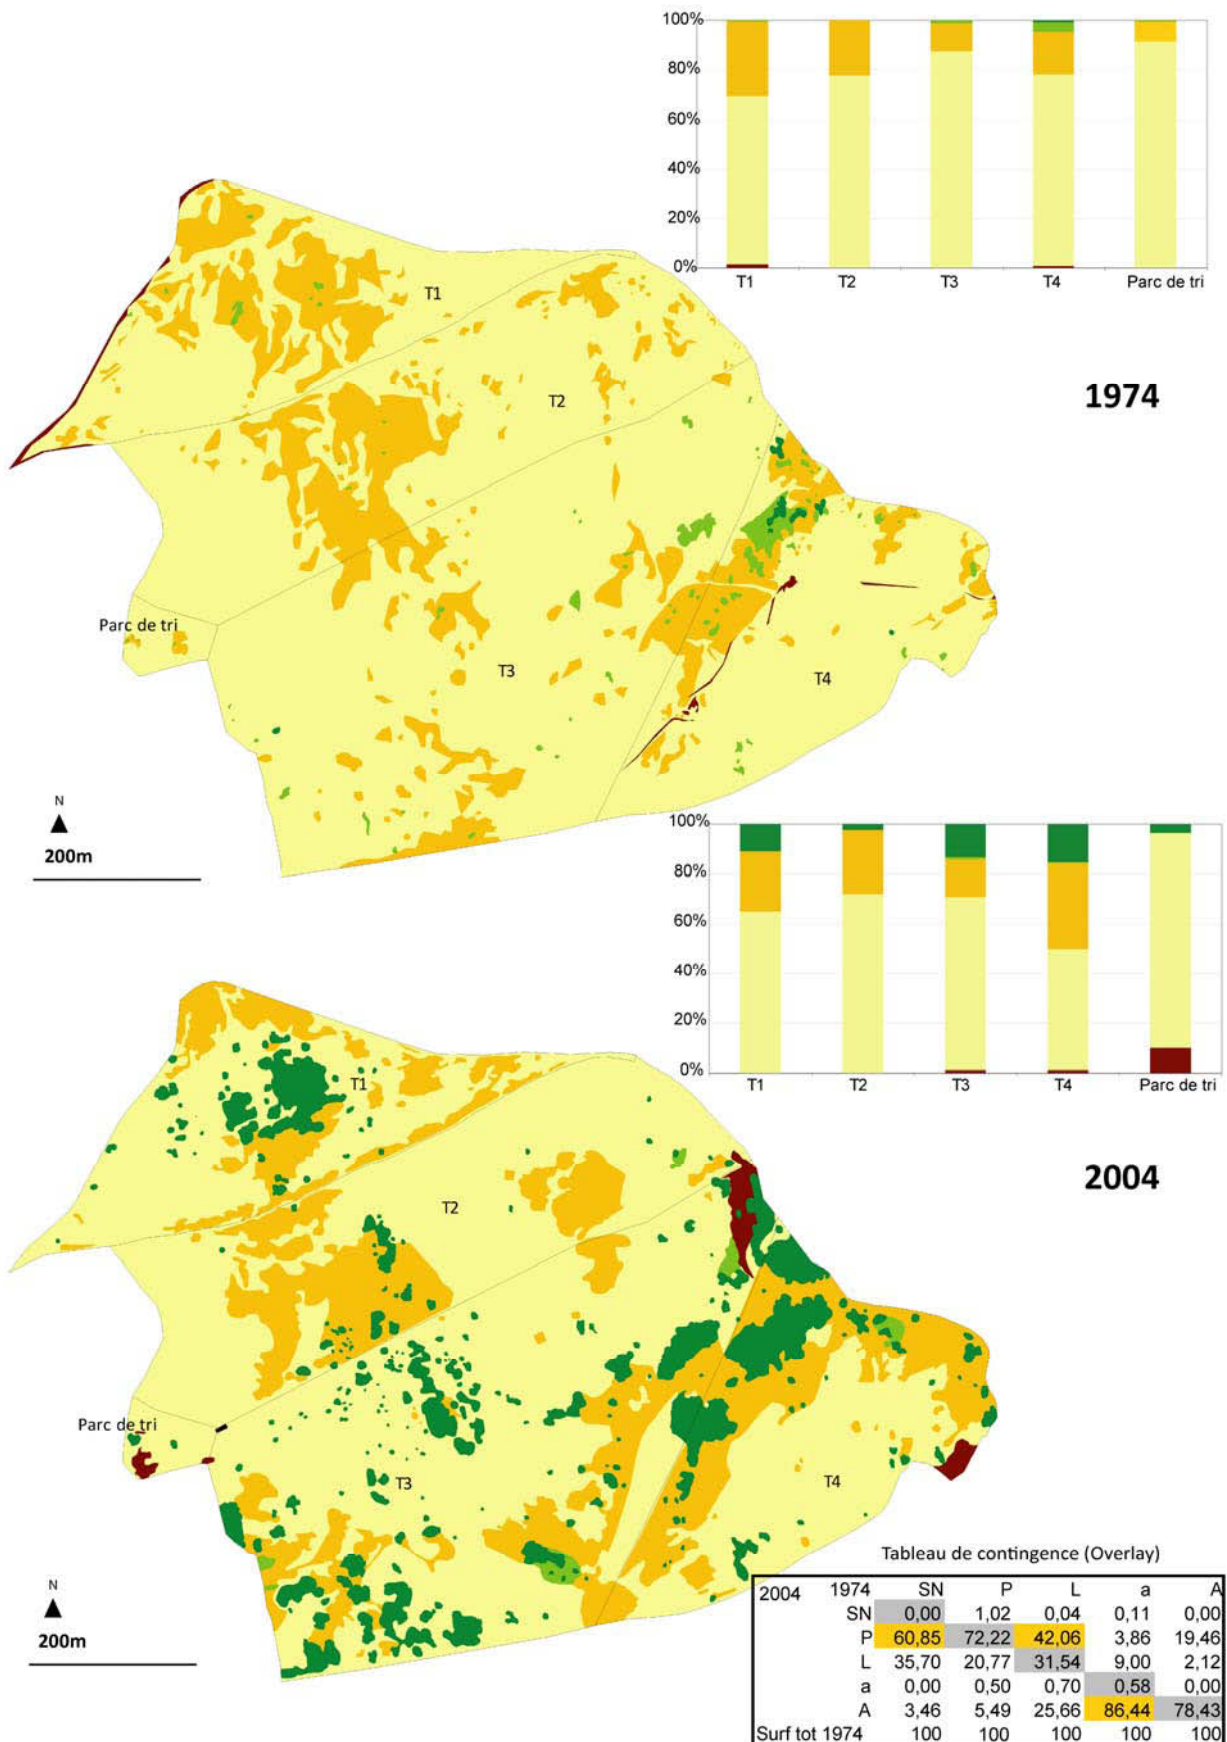 100%
80%
60%
40%
20%
0%
T1 T2 T3 T4 Parc de tri
T1
1974
T2
Parc de tri
T3
T4
N
200m
100%
80%
60%
40%
20%
0%
T1 T2 T3 T4 Parc de tri
T1
2004
T2
Parc de tri
T3
T4
N
200m
Tableau de contingence (Overlay)
2004 1974 SN P L a A
SN 0,00 1,02 0,04 0,11 0,00
P 60,85 72,22 42,06 3,86 19,46
L 35,70 20,77 31,54 9,00 2,12
a 0,00 0,50 0,70 0,58 0,00
A 3,46 5,49 25,66 86,44 78,43
Surf tot 1974 100 100 100 100 100